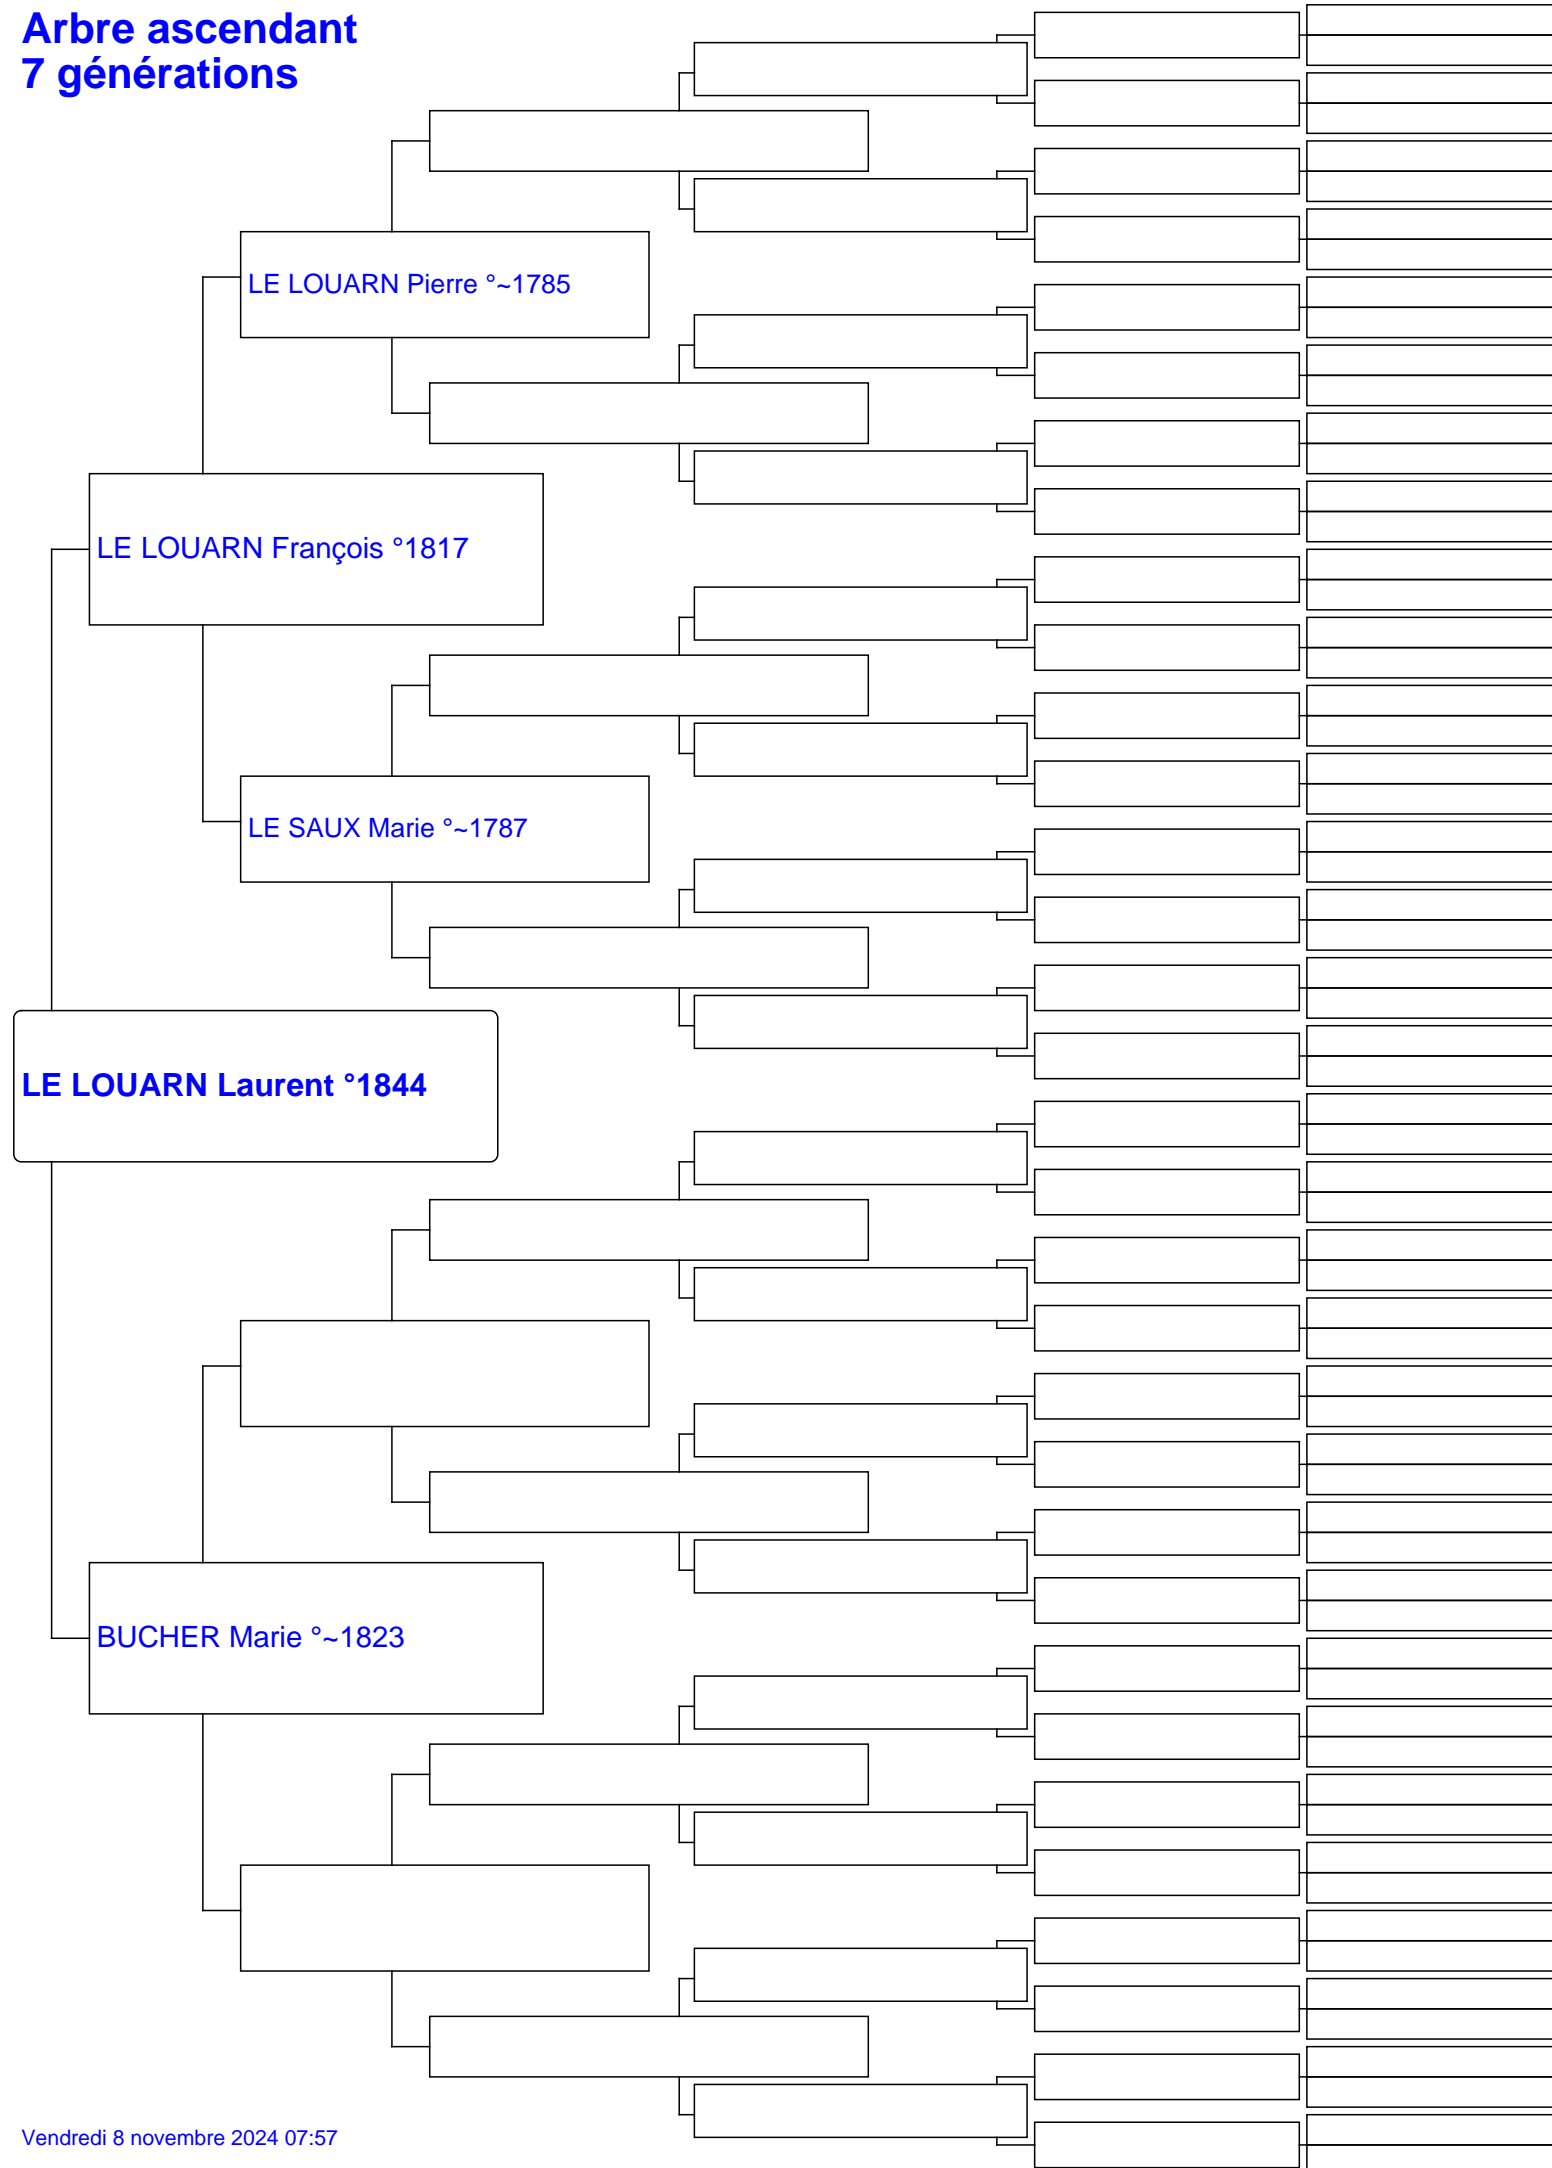 Arbre ascendant
7 générations
LE LOUARN Pierre °~1785
LE LOUARN François °1817
LE SAUX Marie °~1787
LE LOUARN Laurent °1844
BUCHER Marie °~1823
Vendredi 8 novembre 2024 07:57